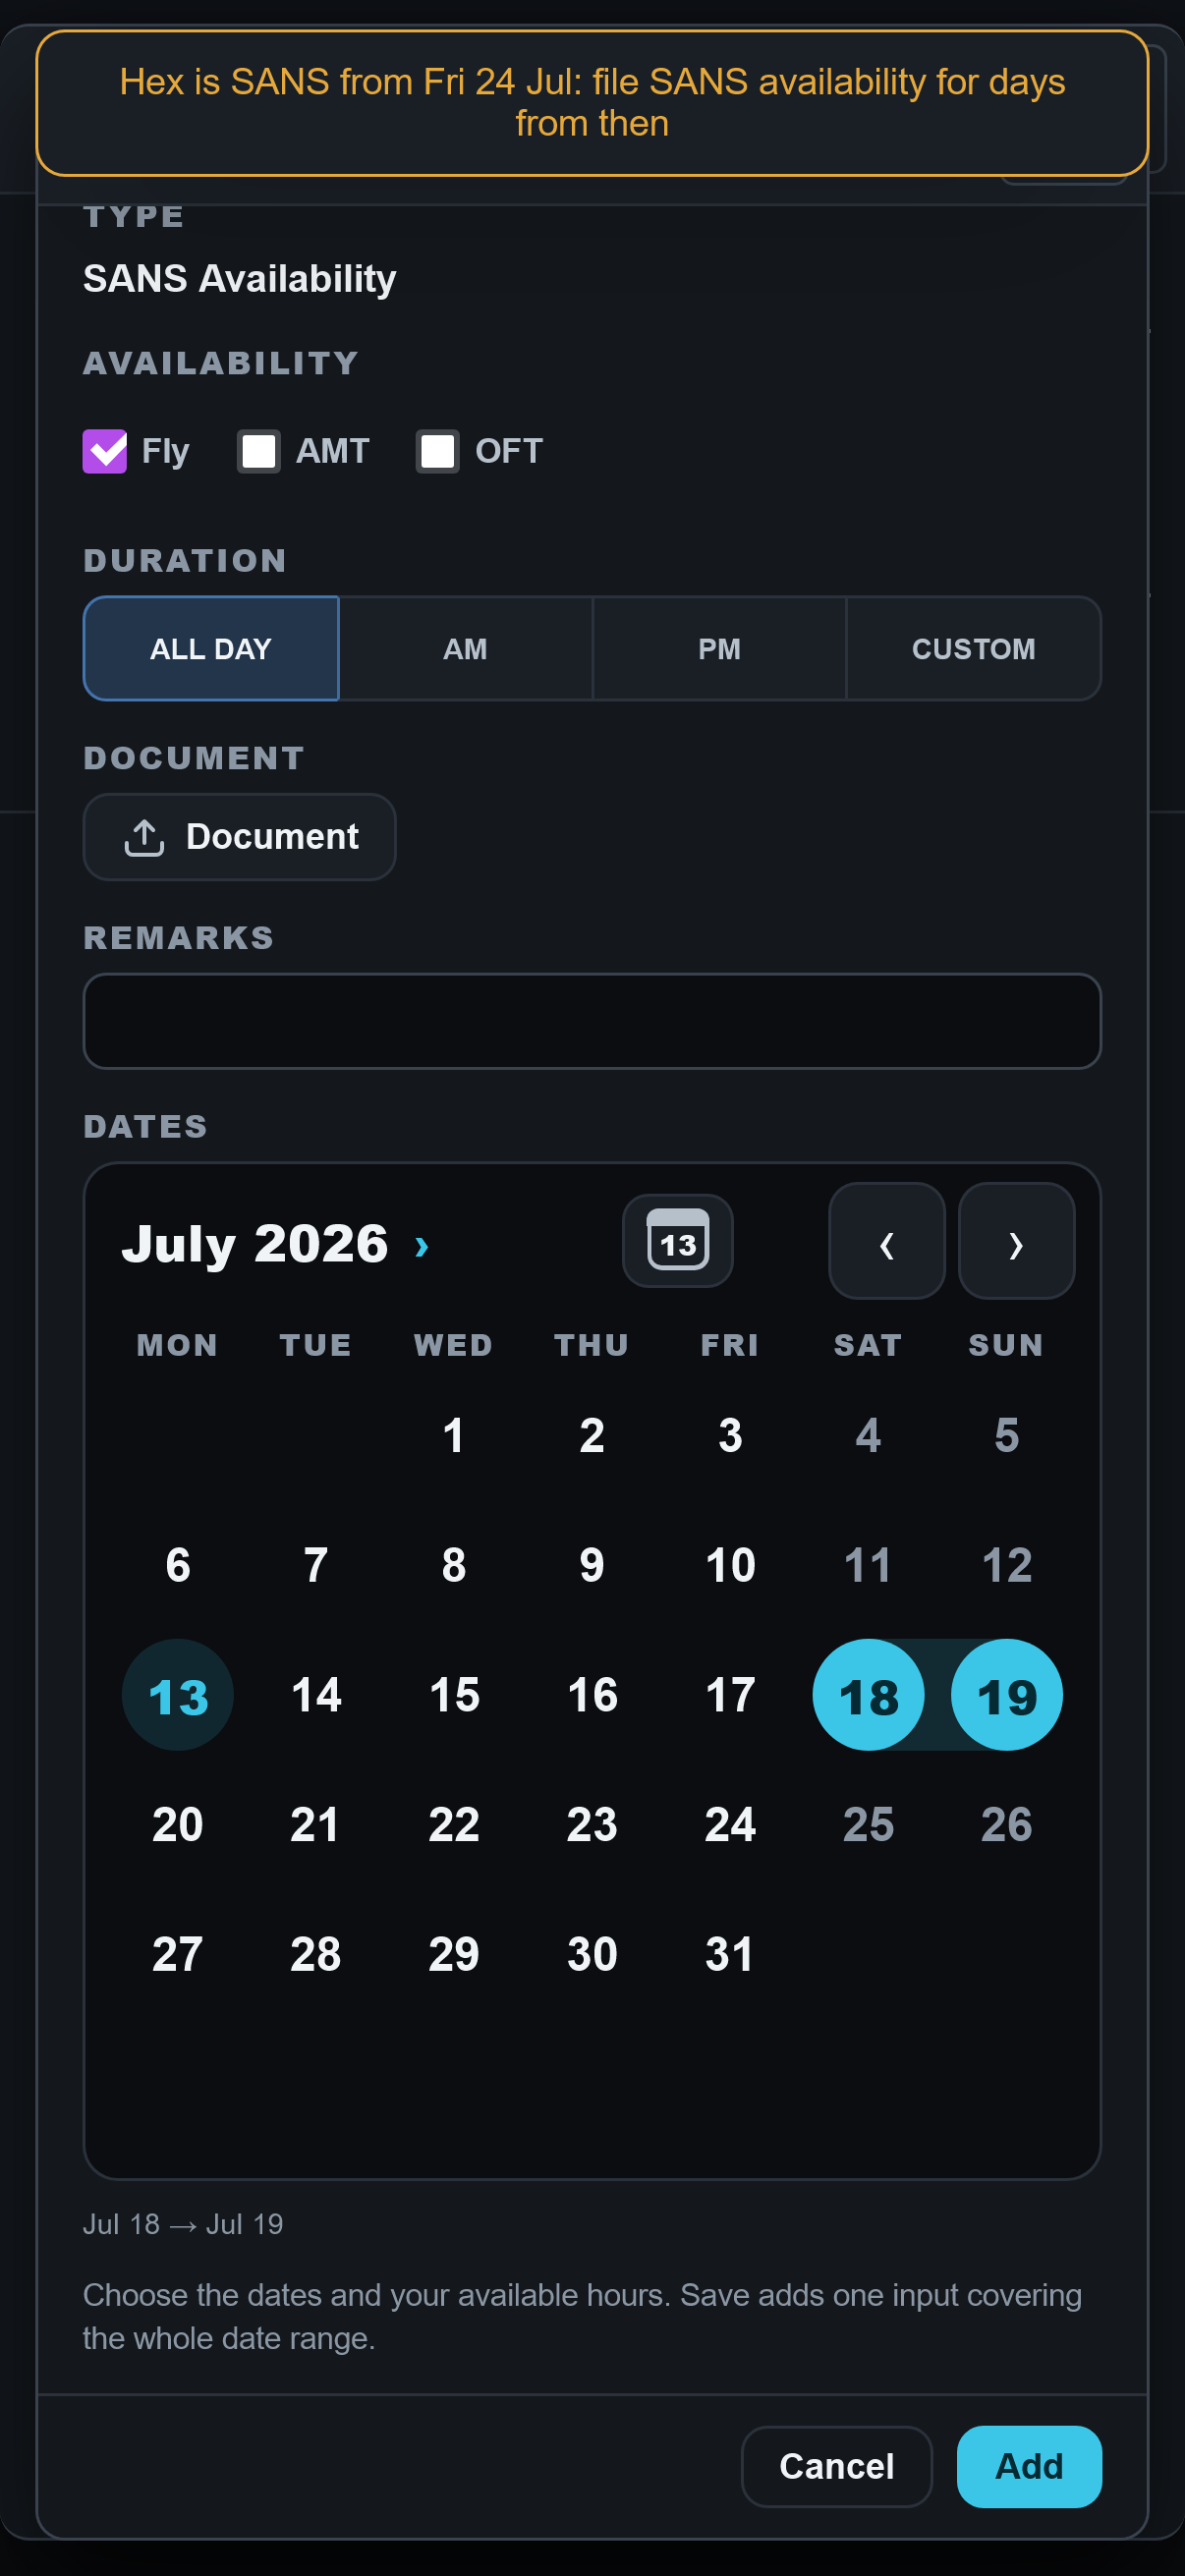 Hex is SANS from Fri 24 Jul: file SANS availability for days
from then
TYPE
SANS Availability
AVAILABILITY
Fly AMT OFT
DURATION
ALL DAY AM PM CUSTOM
DOCUMENT
Document
REMARKS
DATES
July 2026 › 13 ‹ ›
MON TUE WED THU FRI SAT SUN
1 2 3 4 5
6 7 8 9 10 11 12
13 14 15 16 17 18 19
20 21 22 23 24 25 26
27 28 29 30 31
Jul 18 → Jul 19
Choose the dates and your available hours. Save adds one input covering
the whole date range.
Cancel Add